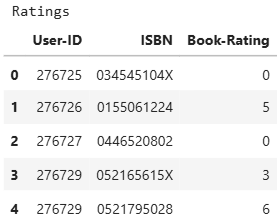 Ratings
User-ID ISBN Book-Rating
0 276725 034545104X 0
1 276726 0155061224 5
2 276727 0446520802 0
3 276729 052165615X 3
4 276729 0521795028 6